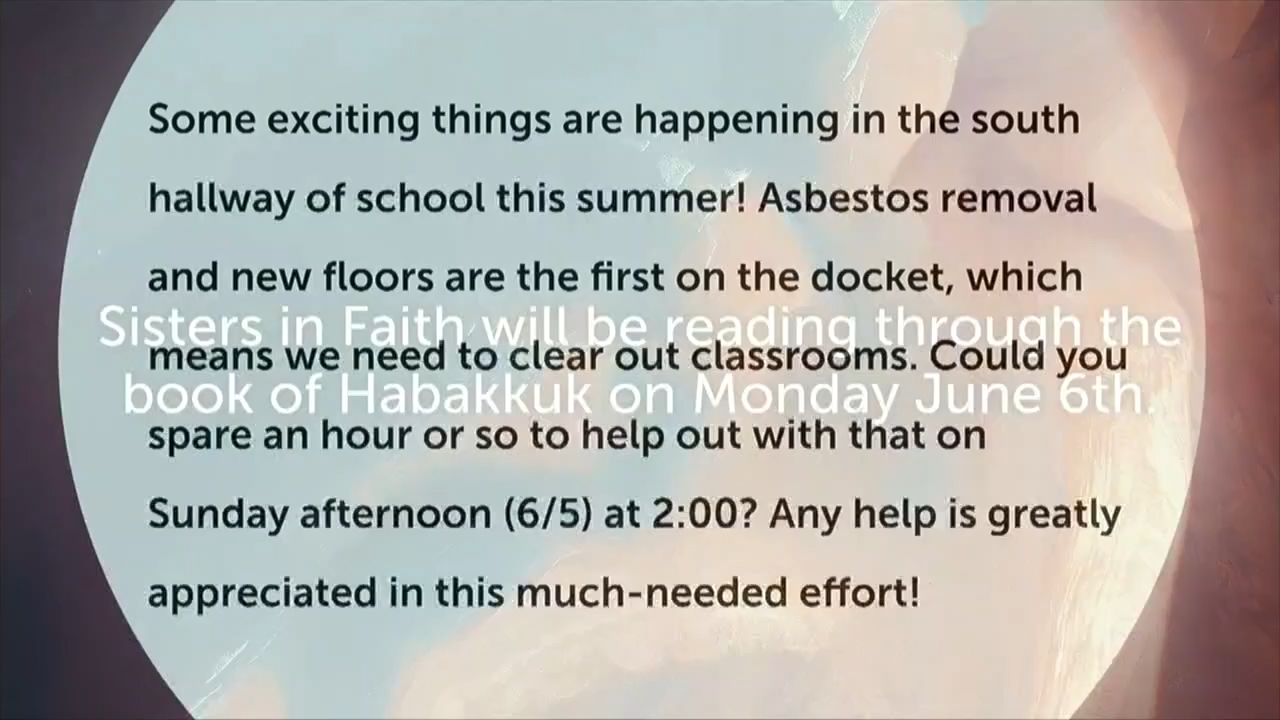 Some exciting things are happening in the south
hallway of school this summer! Asbestos removal
and new floors are the first on the docket, which
Sisters in Faith will be reading through the
means we need to clear out classrooms. Could you
book of Habakkuk on Monday June 6th.
spare an hour or so to help out with that on
Sunday afternoon (6/5) at 2:00? Any help is greatly
appreciated in this much-needed effort!